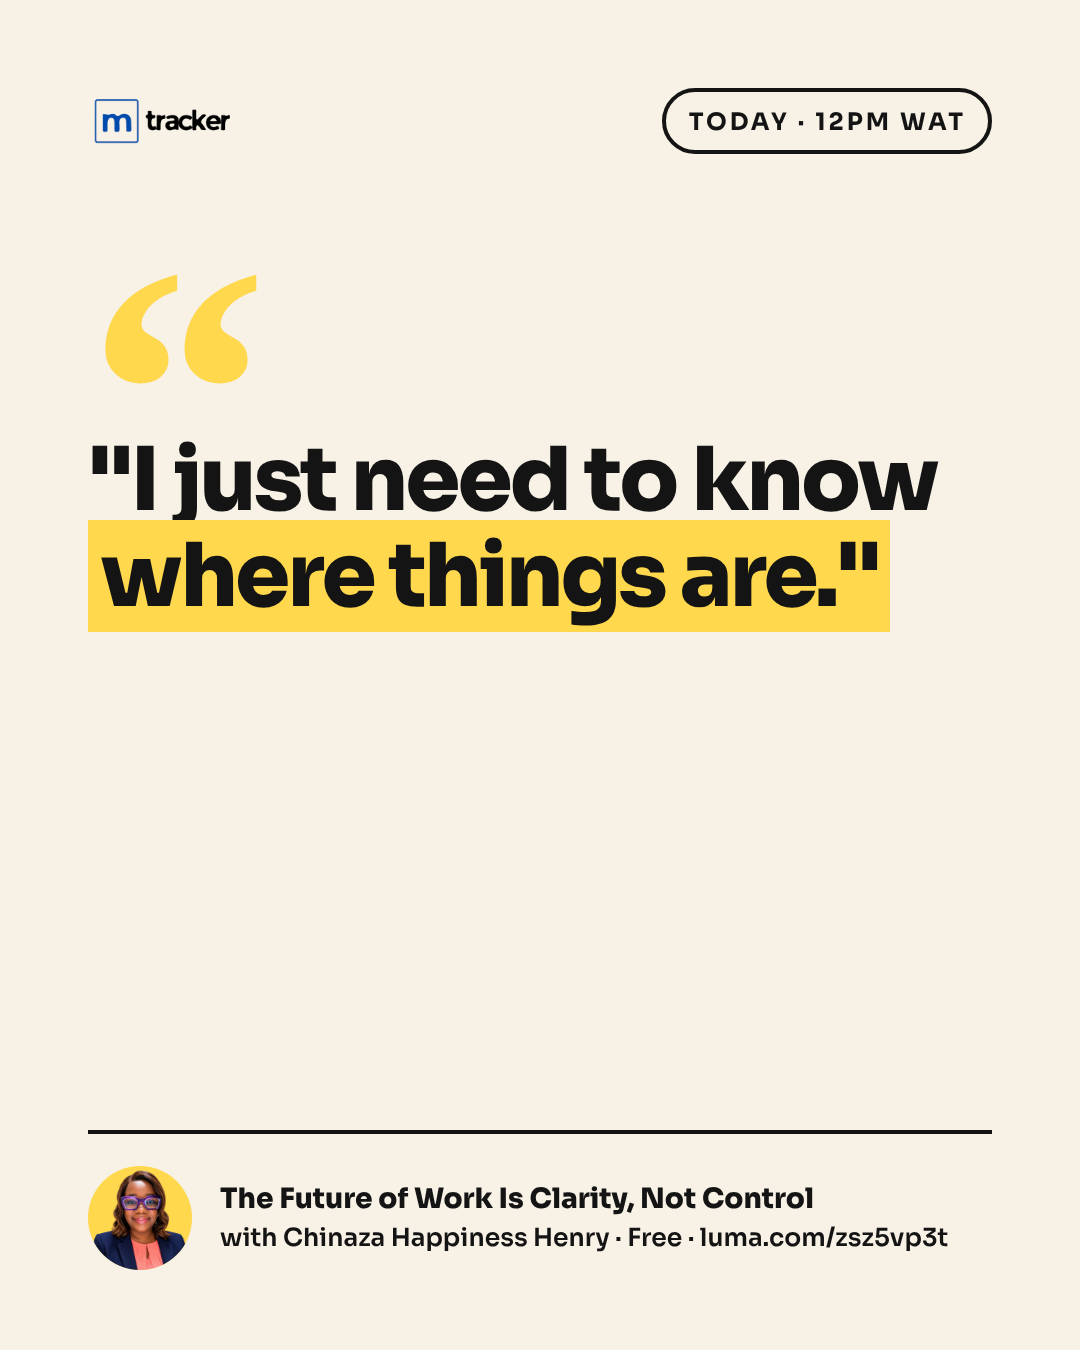 m tracker
TODAY · 12PM WAT
“
"I just need to know
where things are."
The Future of Work Is Clarity, Not Control
with Chinaza Happiness Henry · Free · luma.com/zsz5vp3t